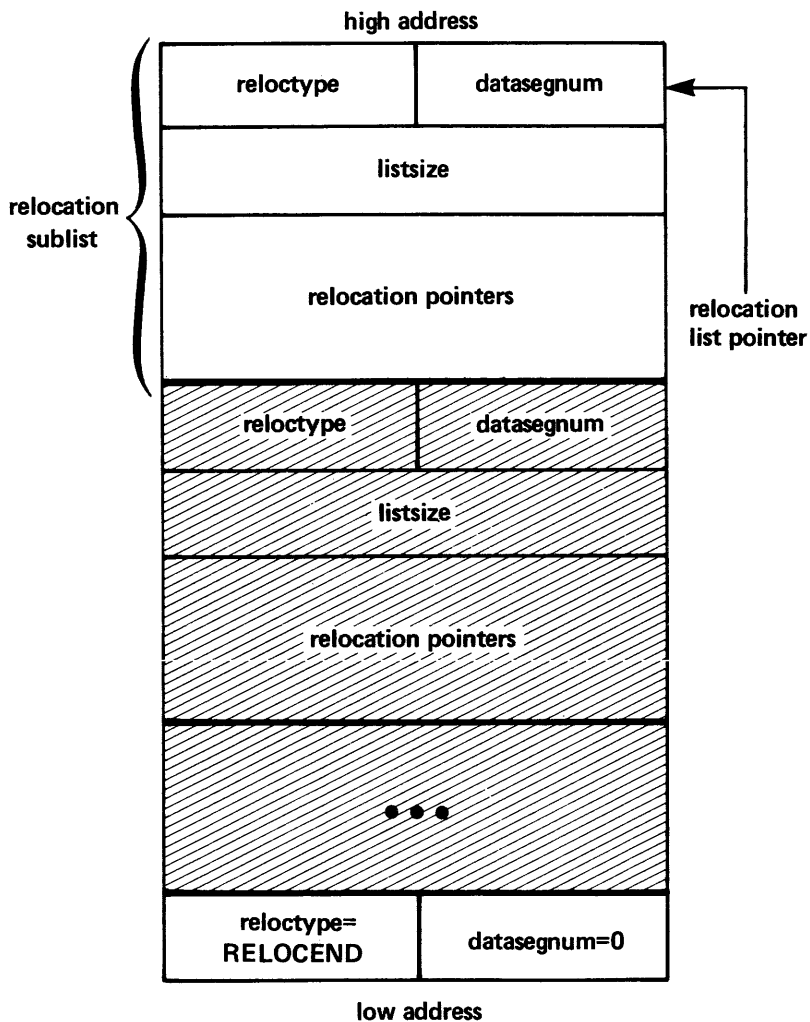 high address
reloctype
datasegnum
listsize
relocation
sublist
relocation pointers
relocation
list pointer
reloctype
datasegnum
listsize
relocation pointers
• • •
reloctype=
RELOCEND
datasegnum=0
low address